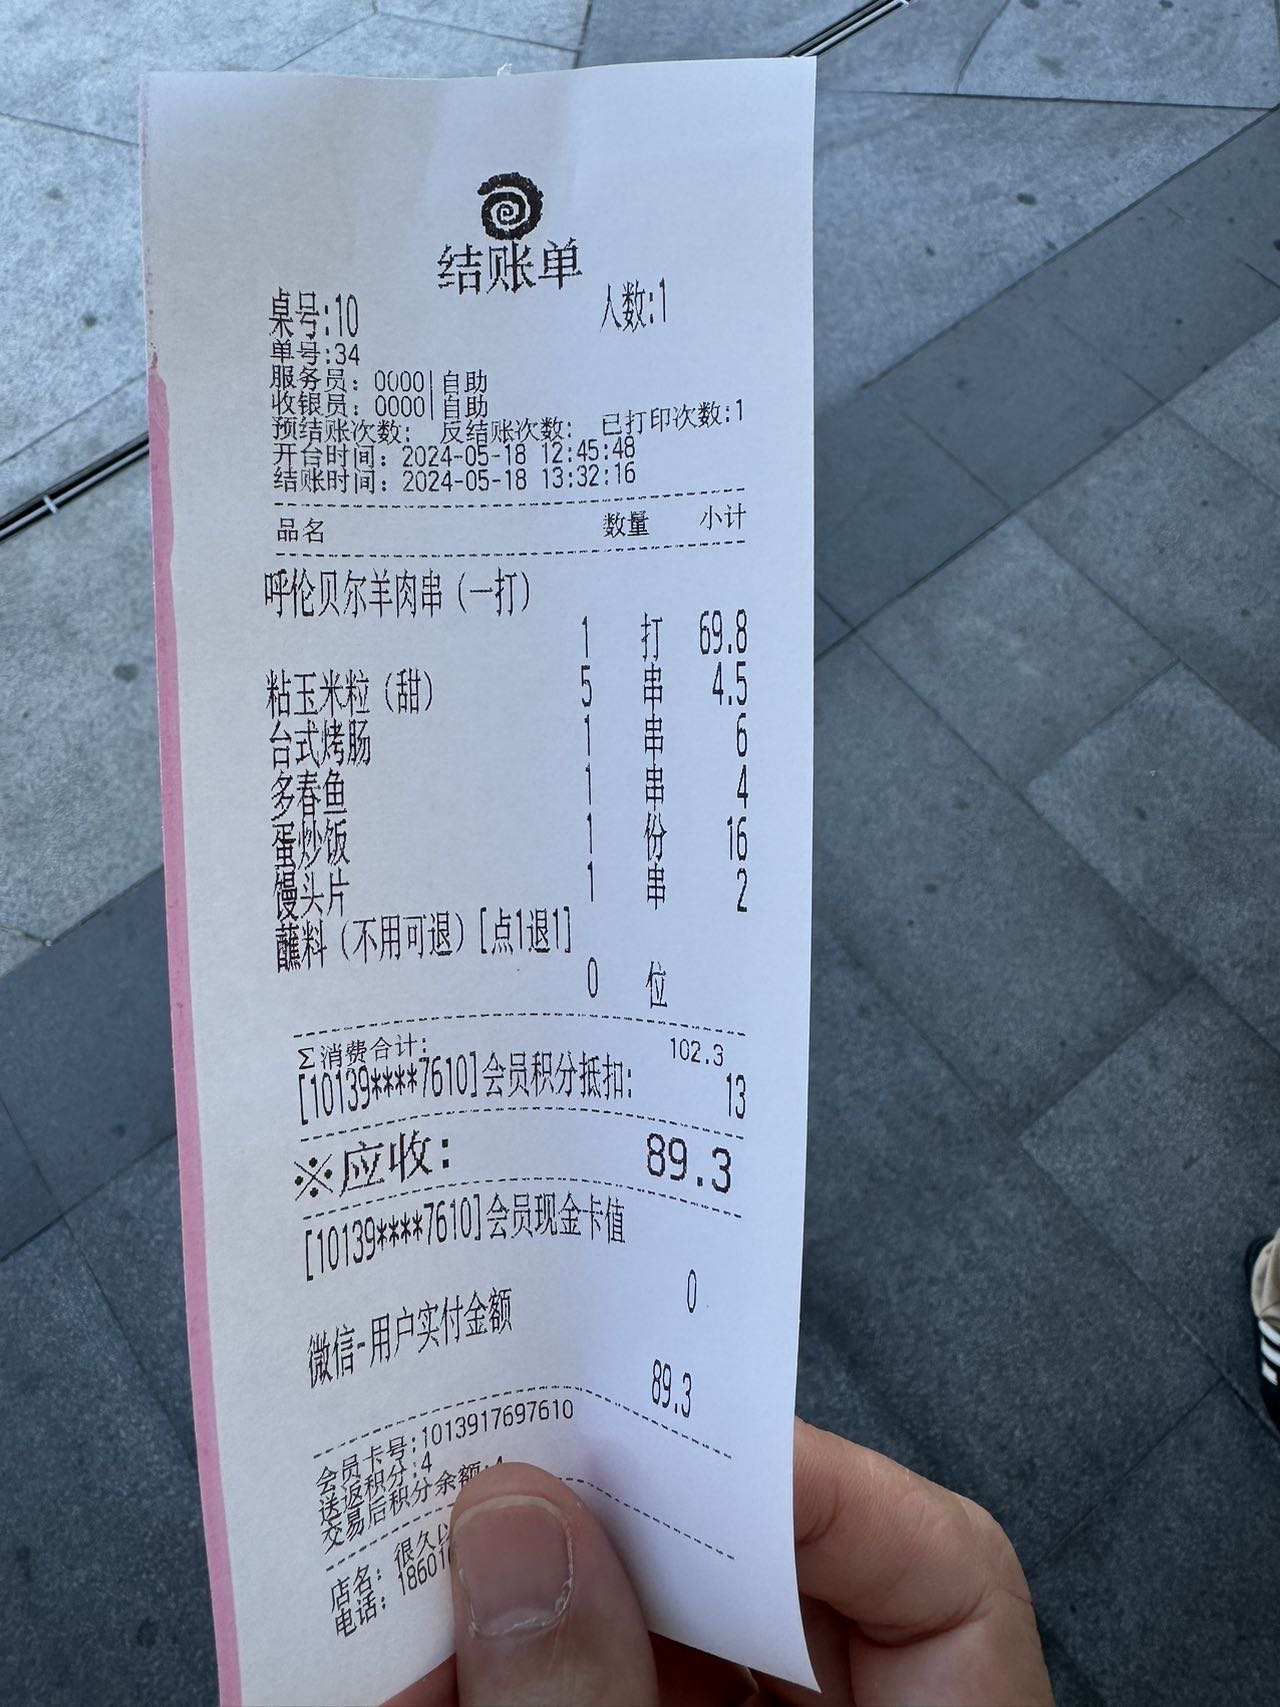 结账单
桌号:10 人数:1
单号:34
服务员: 0000|自助
收银员: 0000|自助
预结账次数: 反结账次数: 已打印次数:1
开台时间: 2024-05-18 12:45:48
结账时间: 2024-05-18 13:32:16
品名 数量 小计
呼伦贝尔羊肉串(一打)
1 打 69.8
粘玉米粒(甜) 5 串 4.5
台式烤肠 1 串 6
多春鱼 1 串 4
蛋炒饭 1 份 16
馒头片 1 串 2
蘸料(不用可退)[点1退1]
0 位
Σ消费合计: 102.3
[10139****7610]会员积分抵扣: 13
※应收: 89.3
[10139****7610]会员现金卡值
0
微信-用户实付金额
89.3
会员卡号:1013917697610
送返积分:4
交易后积分余额:4
店名: 很久
电话: 18601